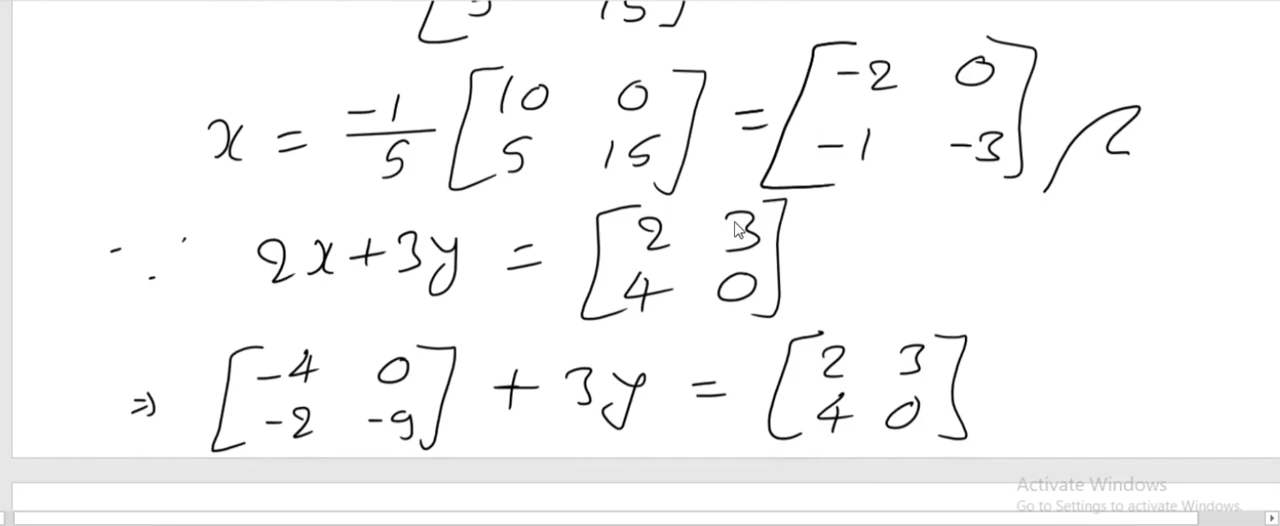 x = -1/5 [10 0; 5 15] = [-2 0; -1 -3]
∵ 2x+3y = [2 3; 4 0]
⇒ [-4 0; -2 -9] + 3y = [2 3; 4 0]
Activate Windows
Go to Settings to activate Windows.